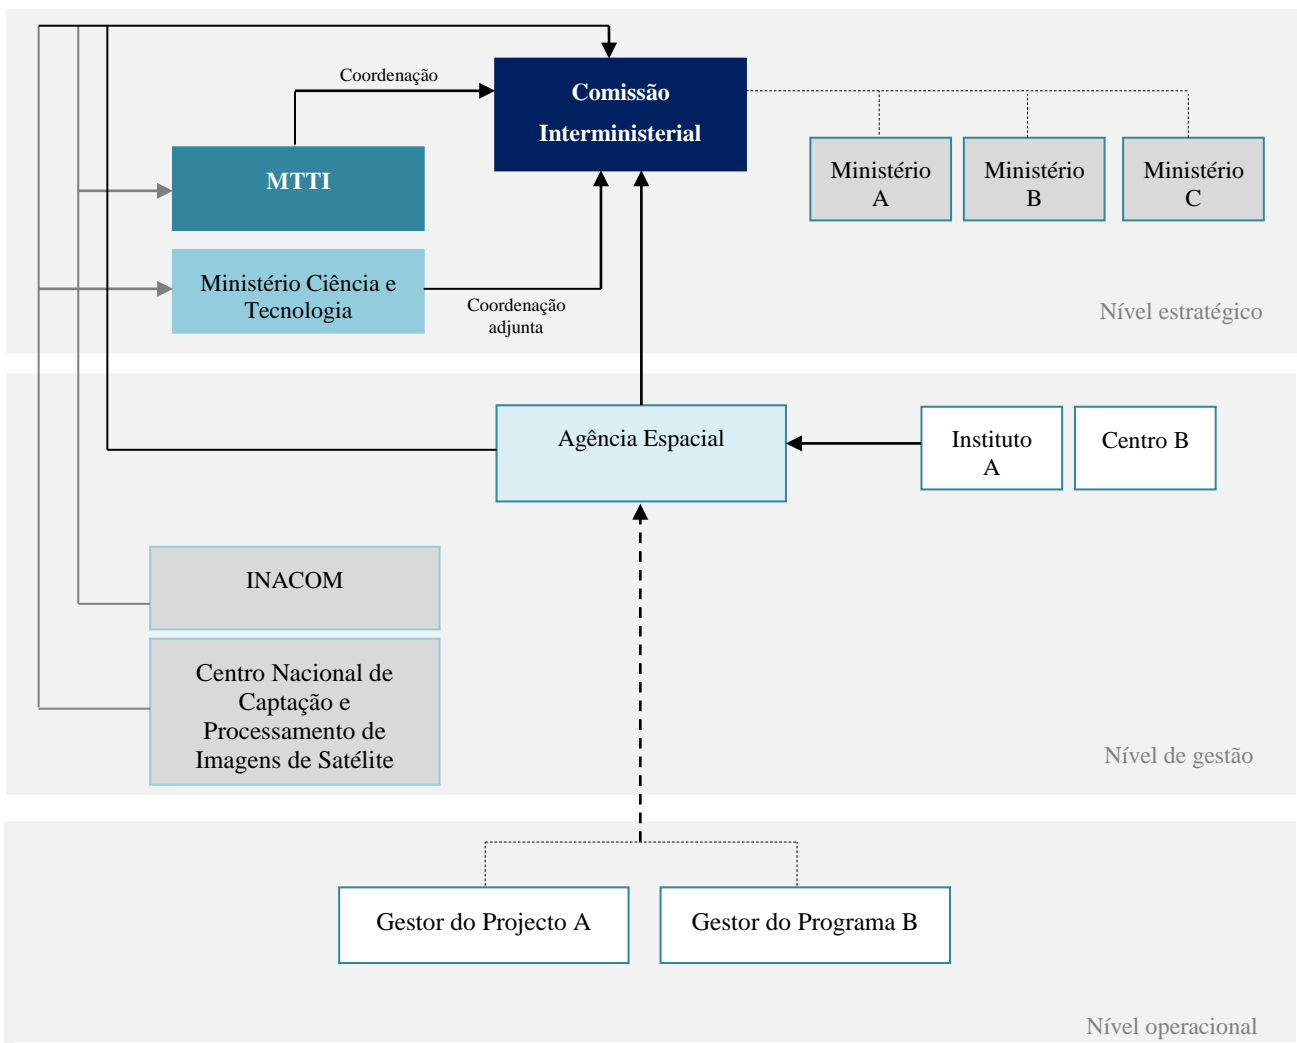 Coordenação
Comissão
Interministerial
MTTI
Ministério
A
Ministério
B
Ministério
C
Ministério Ciência e
Tecnologia
Coordenação
adjunta
Nível estratégico
Agência Espacial
Instituto
A
Centro B
INACOM
Centro Nacional de
Captação e
Processamento de
Imagens de Satélite
Nível de gestão
Gestor do Projecto A
Gestor do Programa B
Nível operacional